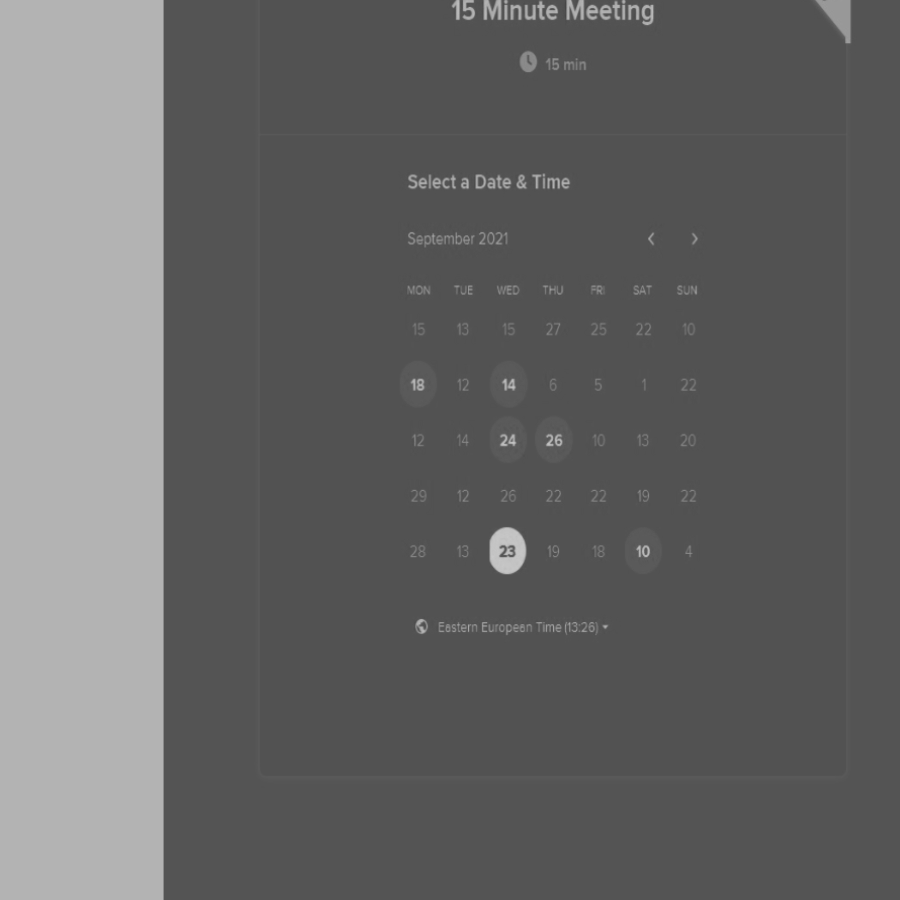 15 Minute Meeting
15 min
Select a Date & Time
September 2021
MON TUE WED THU FRI SAT SUN
15 13 15 27 25 22 10
18 12 14 6 5 1 22
12 14 24 26 10 13 20
29 12 26 22 22 19 22
28 13 23 19 18 10 4
Eastern European Time (13:26)